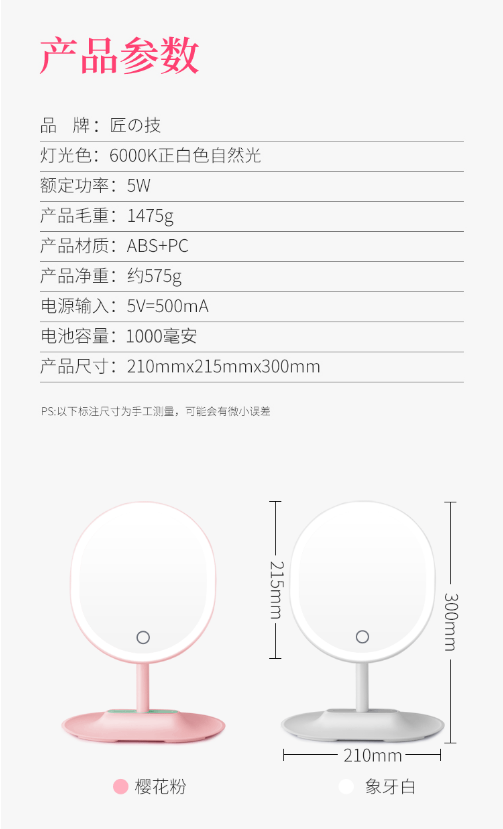 产品参数
品 牌：匠の技
灯光色：6000K正白色自然光
额定功率：5W
产品毛重：1475g
产品材质：ABS+PC
产品净重：约575g
电源输入：5V=500mA
电池容量：1000毫安
产品尺寸：210mmx215mmx300mm
PS:以下标注尺寸为手工测量，可能会有微小误差
215mm
300mm
210mm
樱花粉
象牙白